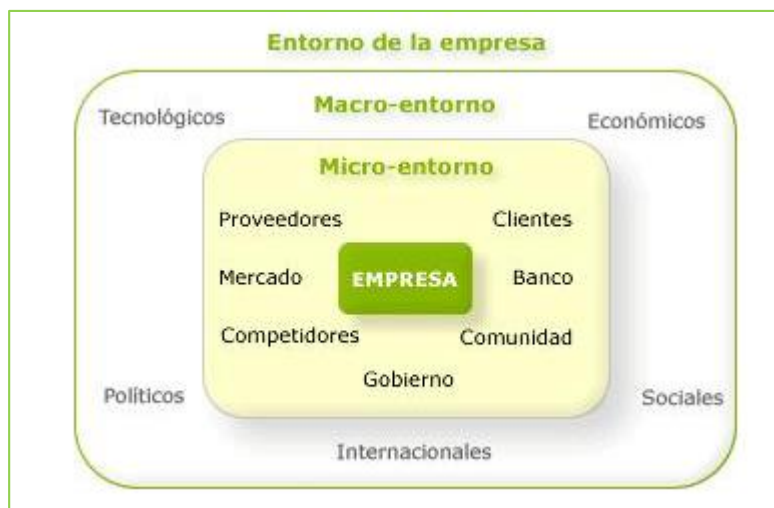 Entorno de la empresa
Macro-entorno
Tecnológicos
Económicos
Micro-entorno
Proveedores
Clientes
Mercado
EMPRESA
Banco
Competidores
Comunidad
Gobierno
Políticos
Sociales
Internacionales